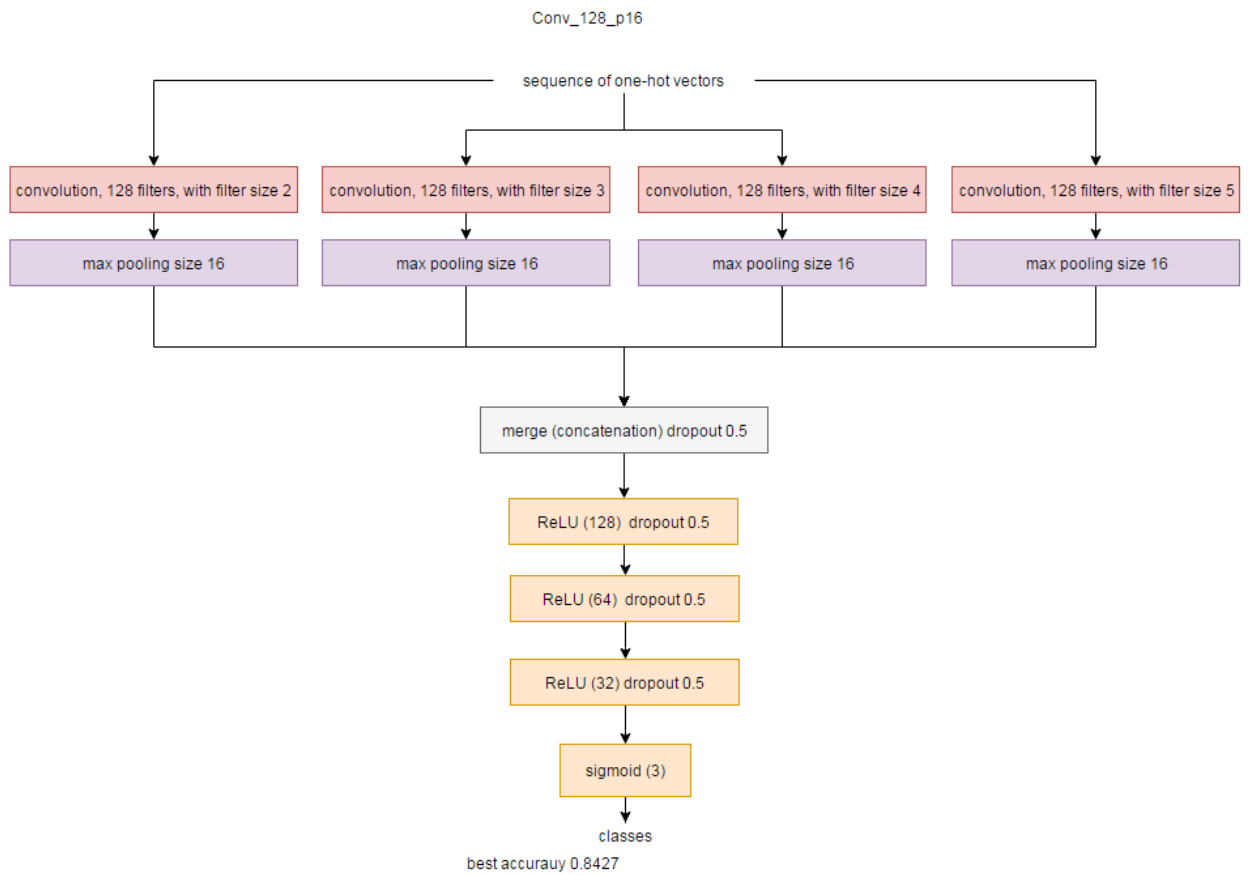 Conv_128_p16
sequence of one-hot vectors
convolution, 128 filters, with filter size 2
convolution, 128 filters, with filter size 3
convolution, 128 filters, with filter size 4
convolution, 128 filters, with filter size 5
max pooling size 16
max pooling size 16
max pooling size 16
max pooling size 16
merge (concatenation) dropout 0.5
ReLU (128) dropout 0.5
ReLU (64) dropout 0.5
ReLU (32) dropout 0.5
sigmoid (3)
classes
best accurauy 0.8427